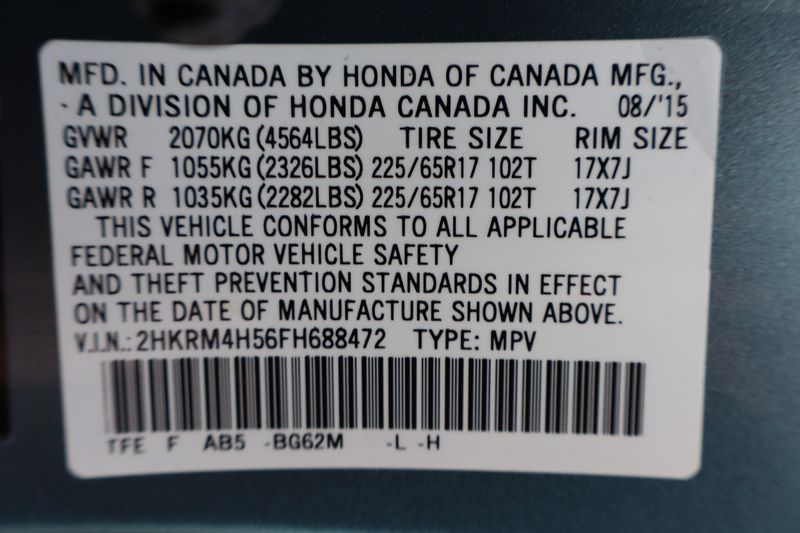 MFD. IN CANADA BY HONDA OF CANADA MFG.,
- A DIVISION OF HONDA CANADA INC. 08/'15
GVWR 2070KG (4564LBS) TIRE SIZE RIM SIZE
GAWR F 1055KG (2326LBS) 225/65R17 102T 17X7J
GAWR R 1035KG (2282LBS) 225/65R17 102T 17X7J
THIS VEHICLE CONFORMS TO ALL APPLICABLE
FEDERAL MOTOR VEHICLE SAFETY
AND THEFT PREVENTION STANDARDS IN EFFECT
ON THE DATE OF MANUFACTURE SHOWN ABOVE.
V.I.N.: 2HKRM4H56FH688472 TYPE: MPV
TFE F AB5 -BG62M -L -H